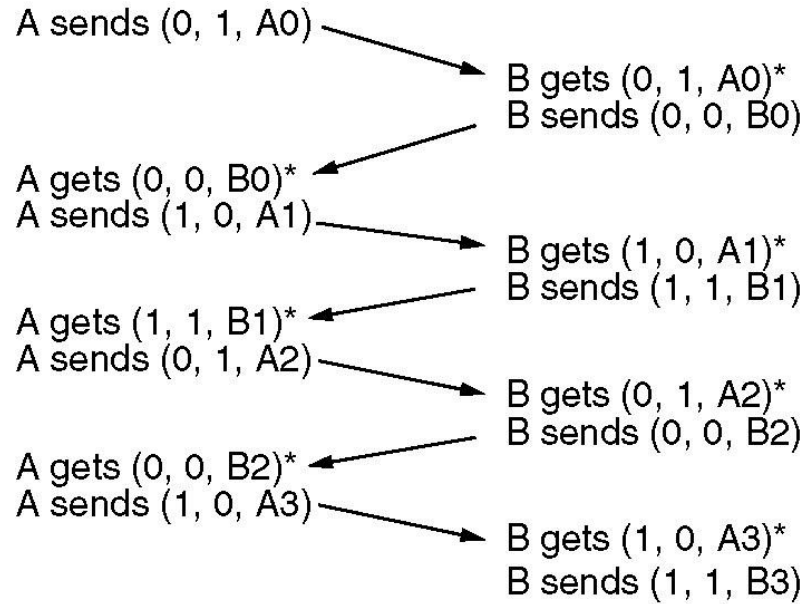 A sends (0, 1, A0)
B gets (0, 1, A0)*
B sends (0, 0, B0)
A gets (0, 0, B0)*
A sends (1, 0, A1)
B gets (1, 0, A1)*
B sends (1, 1, B1)
A gets (1, 1, B1)*
A sends (0, 1, A2)
B gets (0, 1, A2)*
B sends (0, 0, B2)
A gets (0, 0, B2)*
A sends (1, 0, A3)
B gets (1, 0, A3)*
B sends (1, 1, B3)